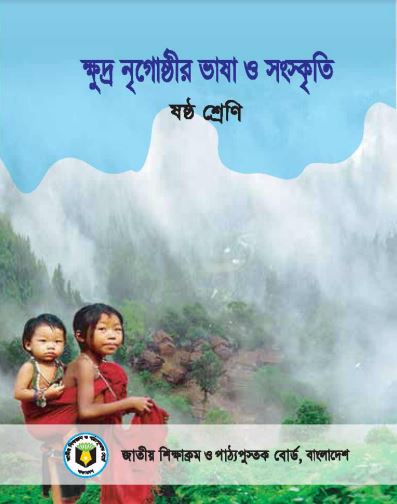 ক্ষুদ্র নৃগোষ্ঠীর ভাষা ও সংস্কৃতি
ষষ্ঠ শ্রেণি
জাতীয় শিক্ষাক্রম ও পাঠ্যপুস্তক বোর্ড, বাংলাদেশ